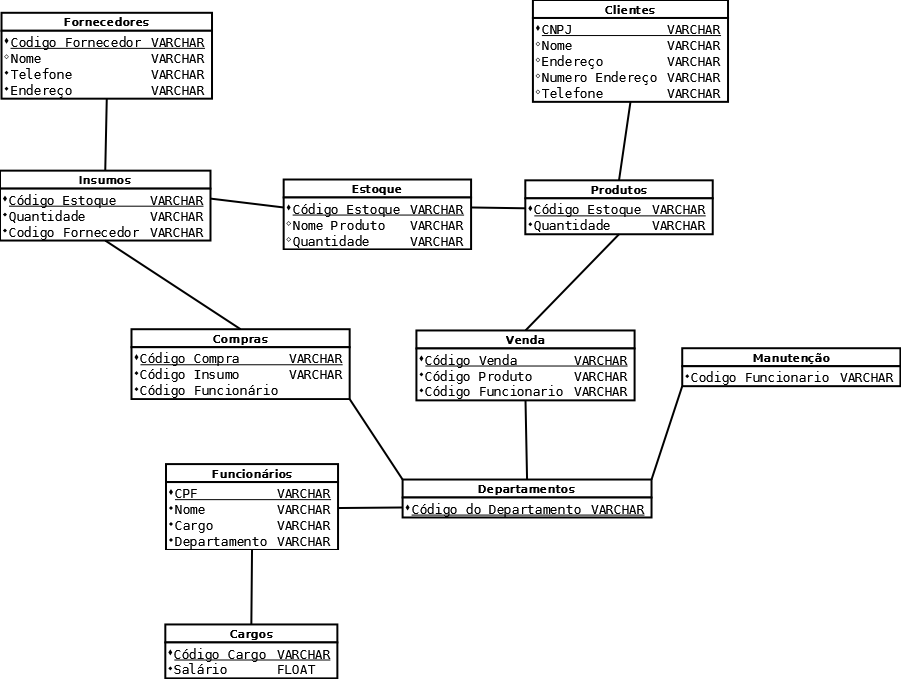 Fornecedores
Codigo Fornecedor VARCHAR
Nome VARCHAR
Telefone VARCHAR
Endereço VARCHAR
Clientes
CNPJ VARCHAR
Nome VARCHAR
Endereço VARCHAR
Numero Endereço VARCHAR
Telefone VARCHAR
Insumos
Código Estoque VARCHAR
Quantidade VARCHAR
Codigo Fornecedor VARCHAR
Estoque
Código Estoque VARCHAR
Nome Produto VARCHAR
Quantidade VARCHAR
Produtos
Código Estoque VARCHAR
Quantidade VARCHAR
Compras
Código Compra VARCHAR
Código Insumo VARCHAR
Código Funcionário
Venda
Código Venda VARCHAR
Código Produto VARCHAR
Código Funcionario VARCHAR
Manutenção
Codigo Funcionario VARCHAR
Funcionários
CPF VARCHAR
Nome VARCHAR
Cargo VARCHAR
Departamento VARCHAR
Departamentos
Código do Departamento VARCHAR
Cargos
Código Cargo VARCHAR
Salário FLOAT